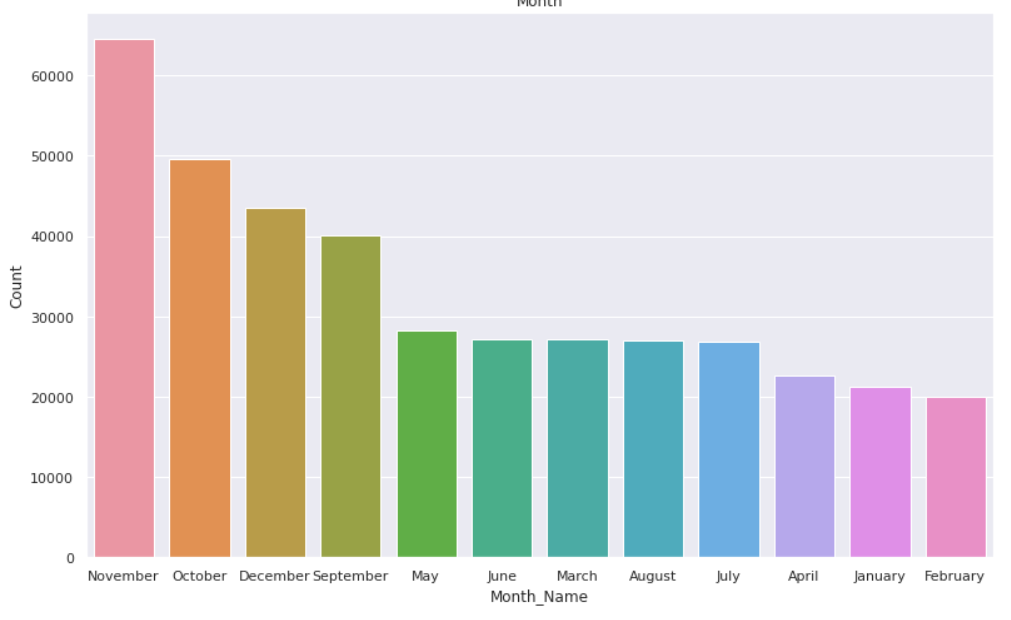 Month
60000
50000
40000
30000
20000
10000
0
Count
November October December September May June March August July April January February
Month_Name